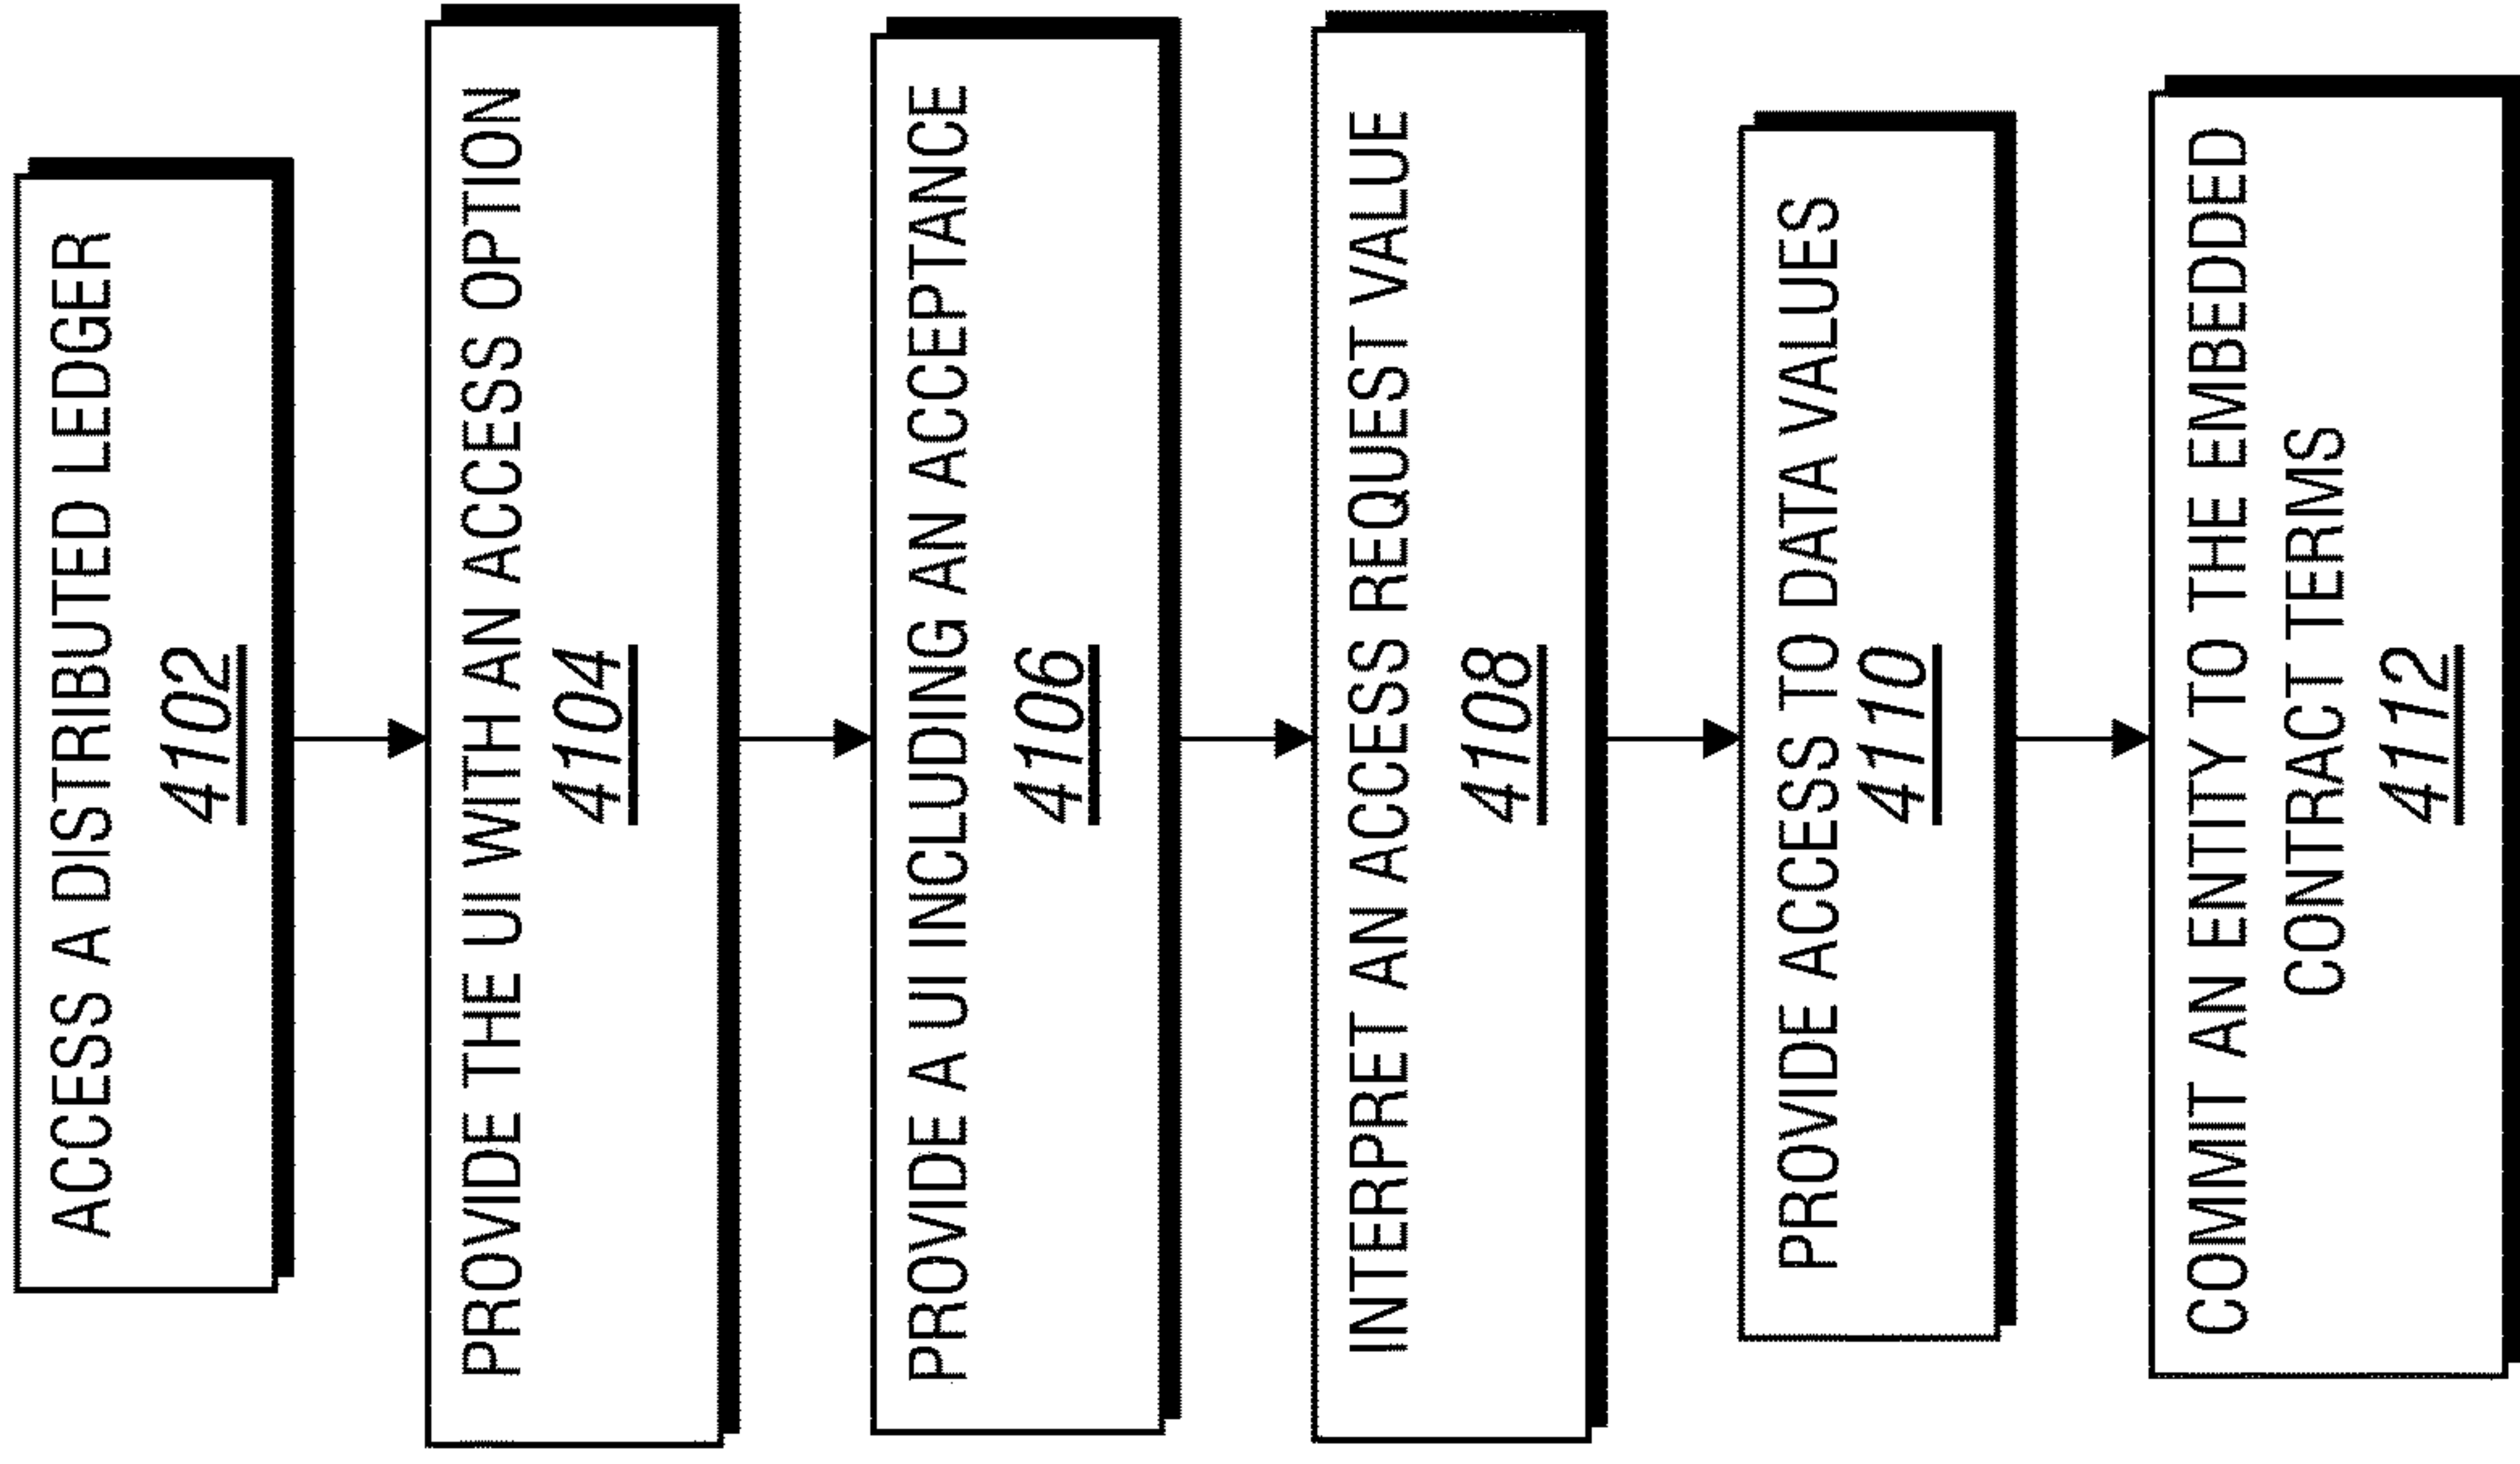 ACCESS A DISTRIBUTED LEDGER
4102
PROVIDE THE UI WITH AN ACCESS OPTION
4104
PROVIDE A UI INCLUDING AN ACCEPTANCE
4106
INTERPRET AN ACCESS REQUEST VALUE
4108
PROVIDE ACCESS TO DATA VALUES
4110
COMMIT AN ENTITY TO THE EMBEDDED
CONTRACT TERMS
4112